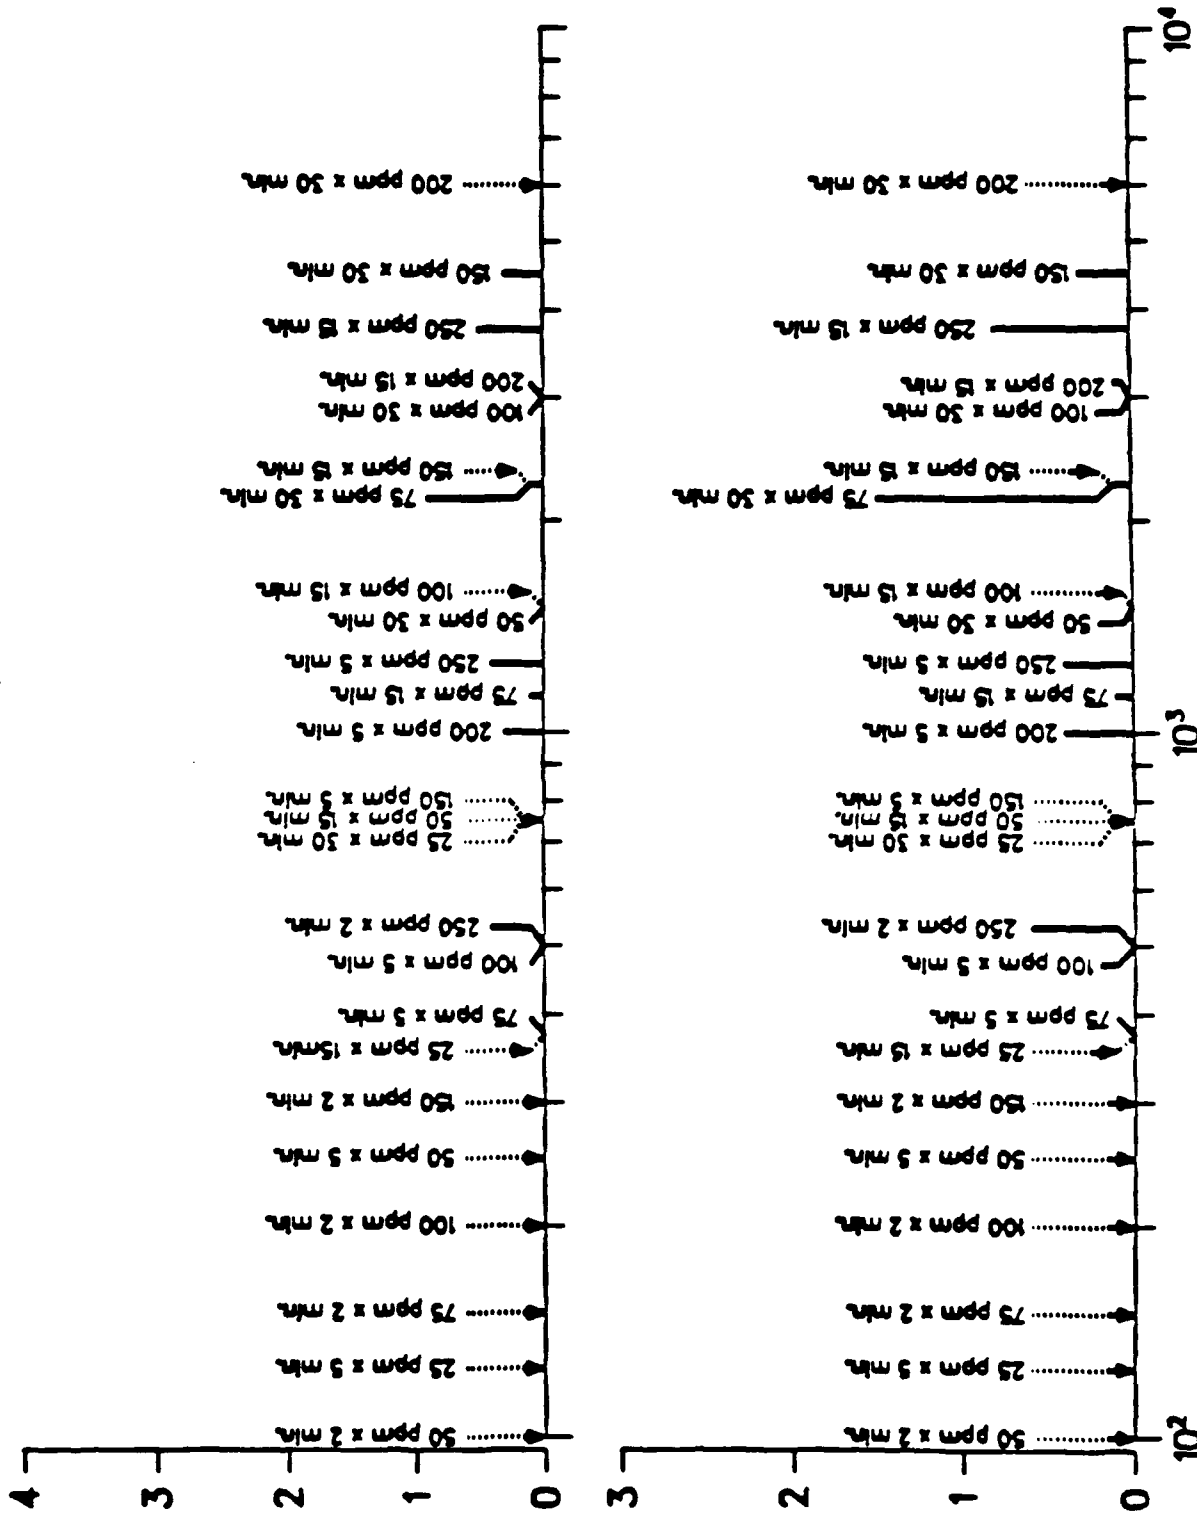 200 ppm x 30 min.
150 ppm x 30 min.
250 ppm x 15 min.
200 ppm x 15 min.
100 ppm x 30 min.
150 ppm x 15 min.
75 ppm x 30 min.
100 ppm x 15 min.
50 ppm x 30 min.
250 ppm x 5 min.
75 ppm x 15 min.
200 ppm x 5 min.
150 ppm x 5 min.
50 ppm x 15 min.
25 ppm x 30 min.
250 ppm x 2 min.
100 ppm x 5 min.
75 ppm x 5 min.
25 ppm x 15min.
150 ppm x 2 min.
50 ppm x 5 min.
100 ppm x 2 min.
75 ppm x 2 min.
25 ppm x 5 min.
50 ppm x 2 min.
4
3
2
1
0
200 ppm x 30 min.
150 ppm x 30 min.
250 ppm x 15 min.
200 ppm x 15 min.
100 ppm x 30 min.
150 ppm x 15 min.
75 ppm x 30 min.
100 ppm x 15 min.
50 ppm x 30 min.
250 ppm x 5 min.
75 ppm x 15 min.
200 ppm x 5 min.
150 ppm x 5 min.
50 ppm x 15 min.
25 ppm x 30 min.
250 ppm x 2 min.
100 ppm x 5 min.
75 ppm x 5 min.
25 ppm x 15 min.
150 ppm x 2 min.
50 ppm x 5 min.
100 ppm x 2 min.
75 ppm x 2 min.
25 ppm x 5 min.
50 ppm x 2 min.
3
2
1
0
10²
10³
10⁴